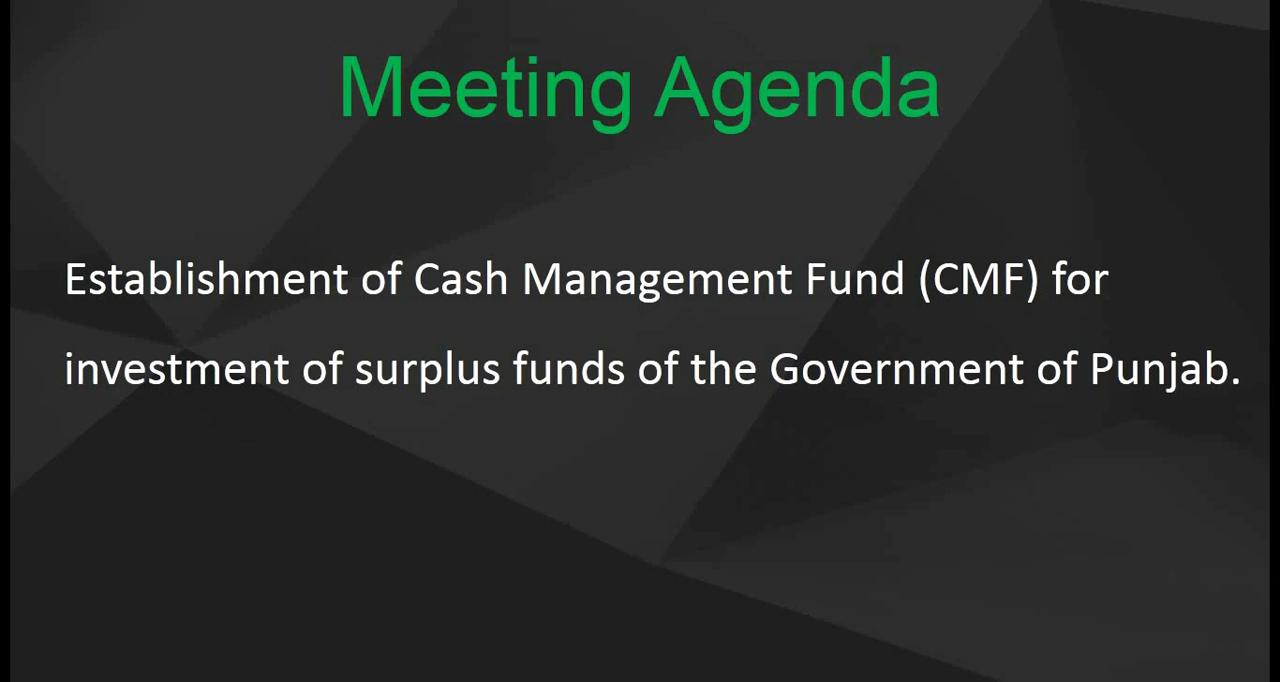 Meeting Agenda
Establishment of Cash Management Fund (CMF) for
investment of surplus funds of the Government of Punjab.